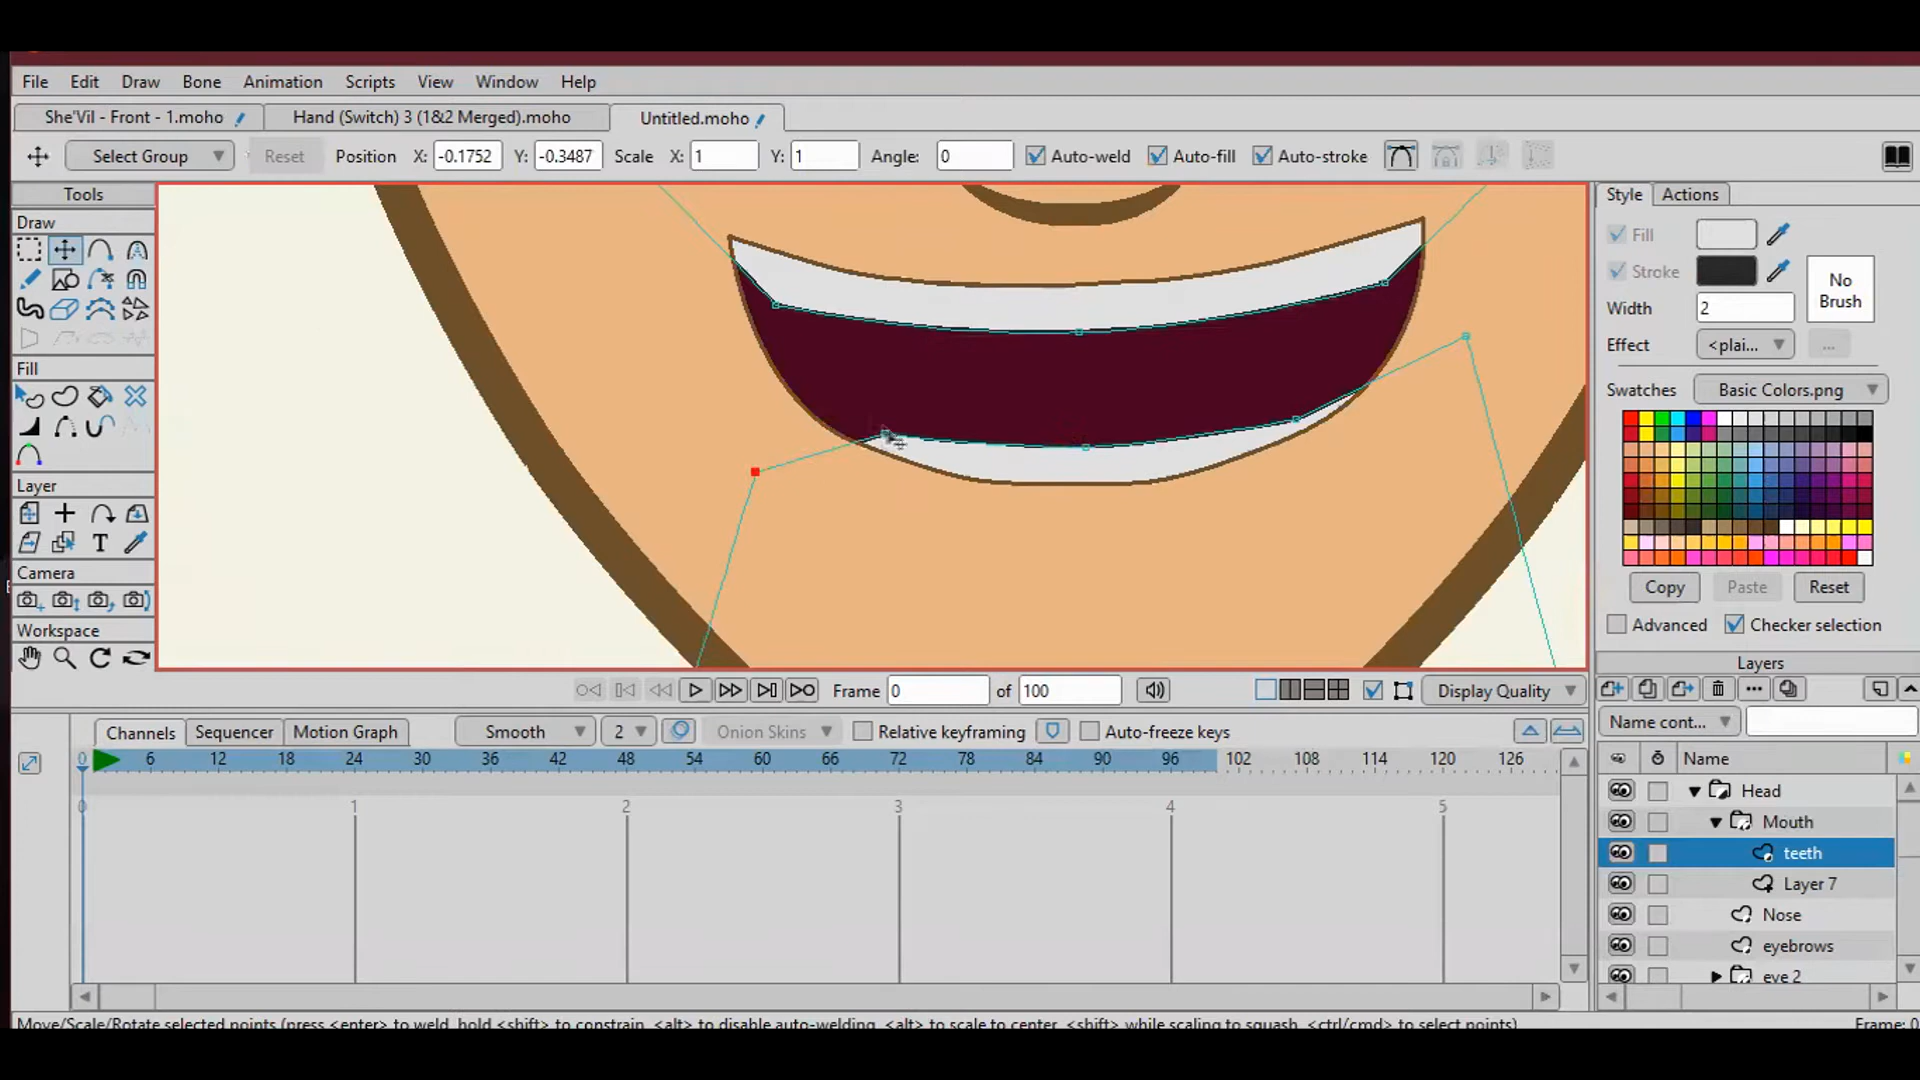 File Edit Draw Bone Animation Scripts View Window Help
She'Vil - Front - 1.moho Hand (Switch) 3 (1&2 Merged).moho Untitled.moho
Select Group Reset Position X: -0.1752 Y: -0.3487 Scale X: 1 Y: 1 Angle: 0 Auto-weld Auto-fill Auto-stroke
Tools
Draw
Fill
Layer
T
Camera
Workspace
Style Actions
Fill
Stroke
No
Brush
Width 2
Effect <plai... ...
Swatches Basic Colors.png
Copy Paste Reset
Advanced Checker selection
Layers
Frame 0 of 100 Display Quality
Name cont...
Channels Sequencer Motion Graph Smooth 2 Onion Skins Relative keyframing Auto-freeze keys
0 6 12 18 24 30 36 42 48 54 60 66 72 78 84 90 96 102 108 114 120 126
0 1 2 3 4 5
Name
Head
Mouth
teeth
Layer 7
Nose
eyebrows
eye 2
Move/Scale/Rotate selected points (press <enter> to weld, hold <shift> to constrain, <alt> to disable auto-welding, <alt> to scale to center, <shift> while scaling to squash, <ctrl/cmd> to select points)
Frame: 0